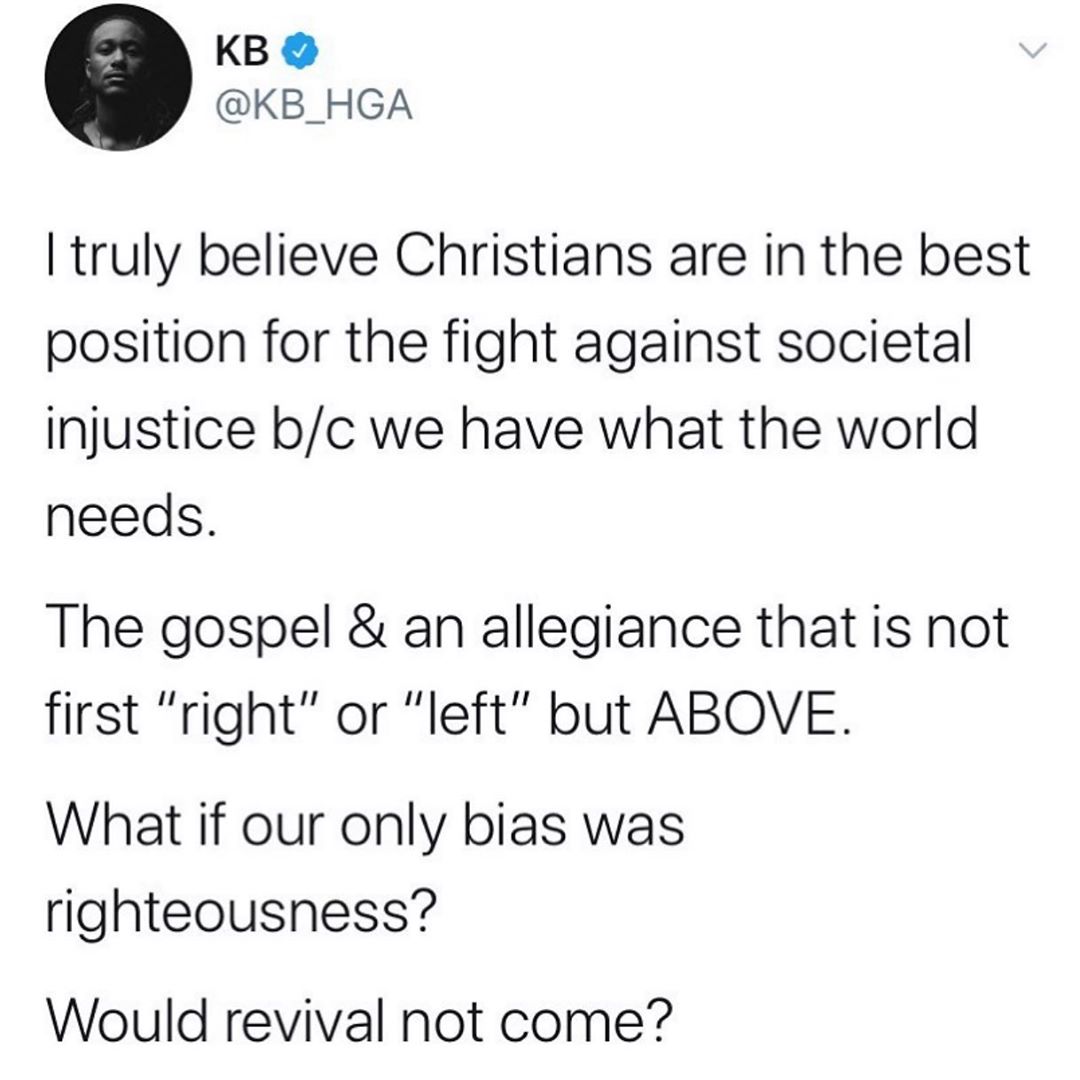 KB
@KB_HGA
I truly believe Christians are in the best
position for the fight against societal
injustice b/c we have what the world
needs.
The gospel & an allegiance that is not
first “right” or “left” but ABOVE.
What if our only bias was
righteousness?
Would revival not come?